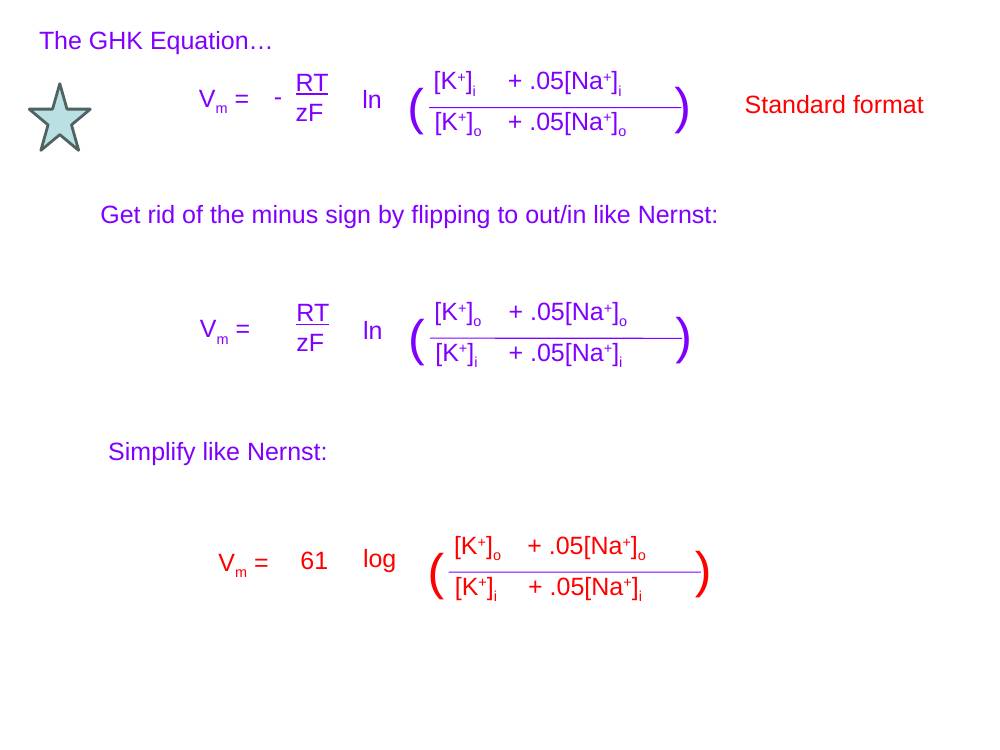 The GHK Equation…
Vm = - RT/zF ln ( [K+]i + .05[Na+]i / [K+]o + .05[Na+]o ) Standard format
Get rid of the minus sign by flipping to out/in like Nernst:
Vm = RT/zF ln ( [K+]o + .05[Na+]o / [K+]i + .05[Na+]i )
Simplify like Nernst:
Vm = 61 log ( [K+]o + .05[Na+]o / [K+]i + .05[Na+]i )